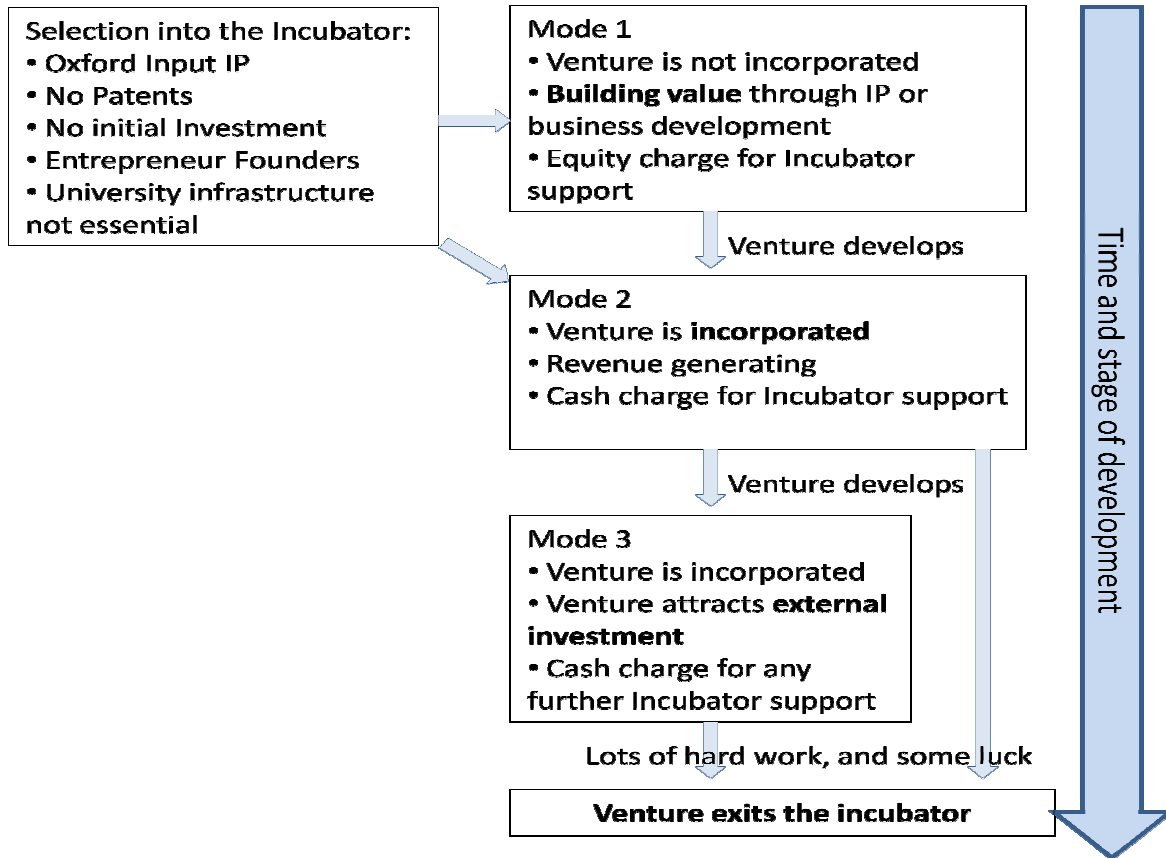 Selection into the Incubator:
• Oxford Input IP
• No Patents
• No initial Investment
• Entrepreneur Founders
• University infrastructure
not essential
Mode 1
• Venture is not incorporated
• Building value through IP or
business development
• Equity charge for Incubator
support
Venture develops
Mode 2
• Venture is incorporated
• Revenue generating
• Cash charge for Incubator support
Venture develops
Mode 3
• Venture is incorporated
• Venture attracts external
investment
• Cash charge for any
further Incubator support
Lots of hard work, and some luck
Venture exits the incubator
Time and stage of development